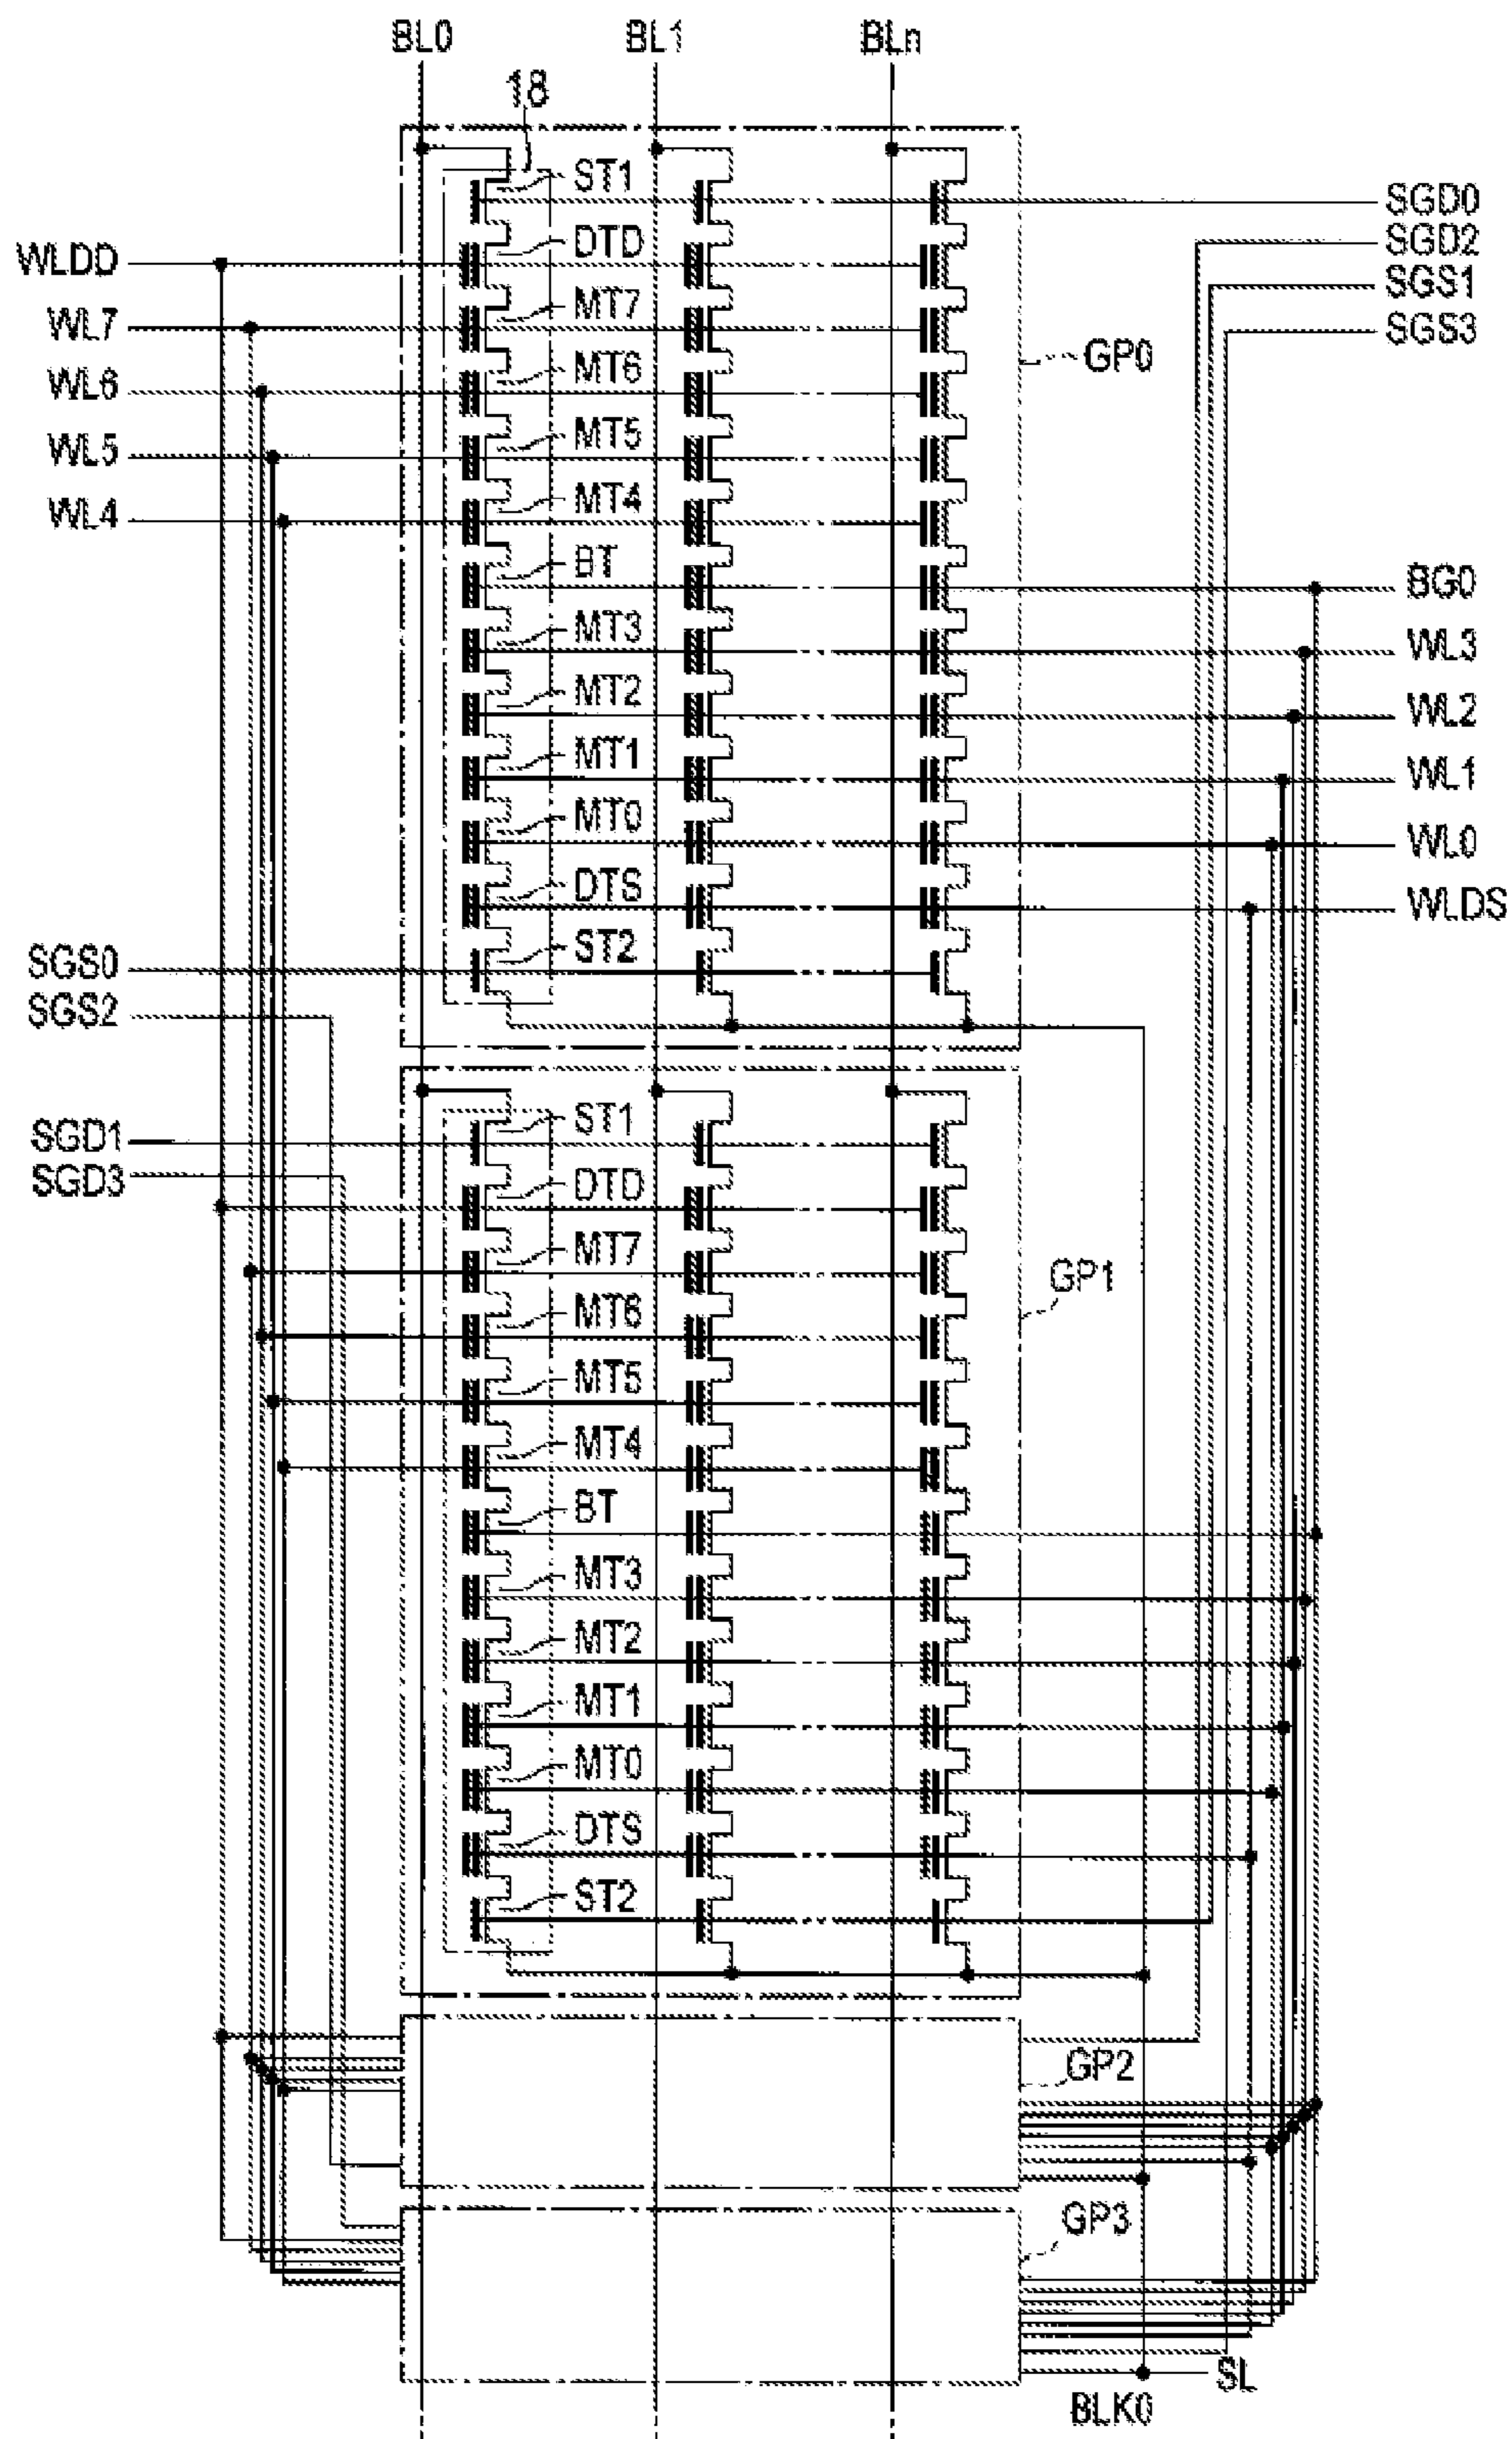 BL0 BL1 BLn
18
ST1
SGD0
DTD
SGD2
WLDD
SGS1
MT7
WL7
SGS3
MT6
GP0
WL6
MT5
WL5
MT4
WL4
BT
BG0
MT3
WL3
MT2
WL2
MT1
WL1
MT0
WL0
DTS
WLDS
ST2
SGS0
SGS2
ST1
SGD1
SGD3
DTD
MT7
GP1
MT6
MT5
MT4
BT
MT3
MT2
MT1
MT0
DTS
ST2
GP2
GP3
SL
BLK0